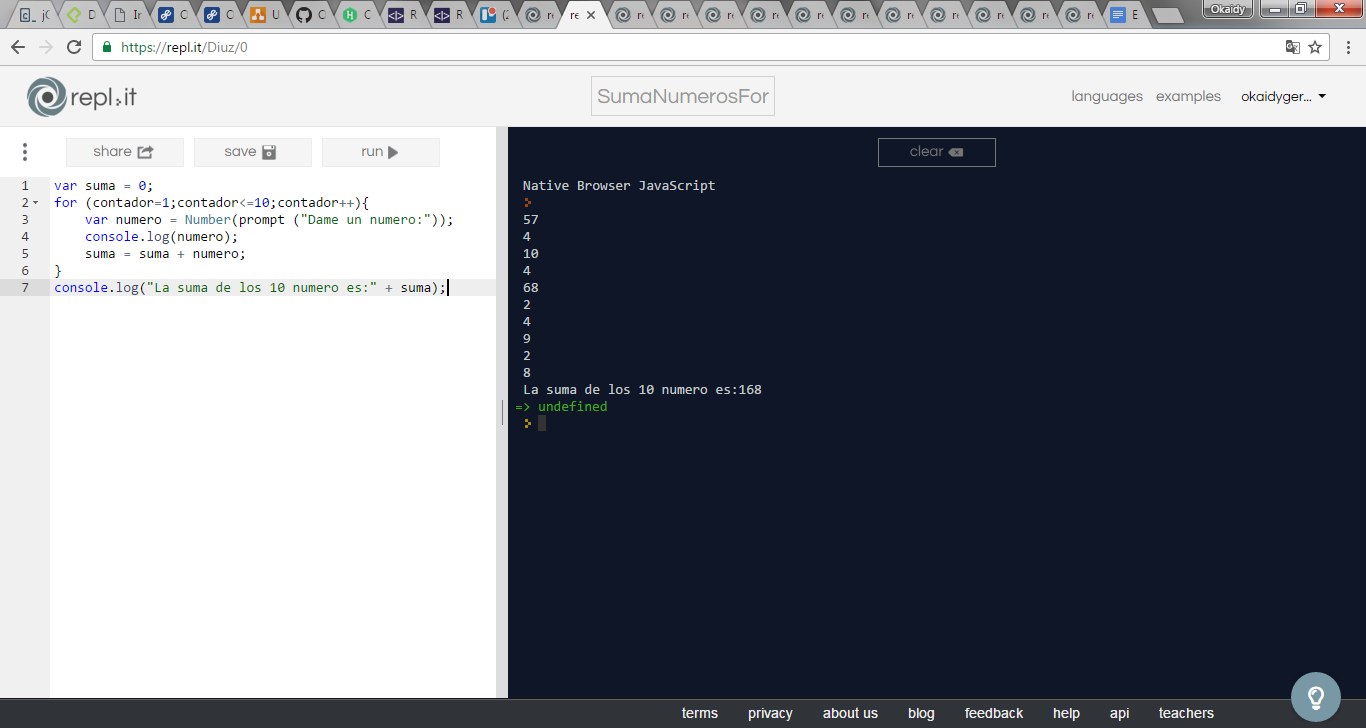 Okaidy
https://repl.it/Diuz/0
repl.it
SumaNumerosFor
languages examples okaidyger...
share save run
clear
1 var suma = 0;
2 for (contador=1;contador<=10;contador++){
3 var numero = Number(prompt ("Dame un numero:"));
4 console.log(numero);
5 suma = suma + numero;
6 }
7 console.log("La suma de los 10 numero es:" + suma);
Native Browser JavaScript
57
4
10
4
68
2
4
9
2
8
La suma de los 10 numero es:168
=> undefined
terms privacy about us blog feedback help api teachers